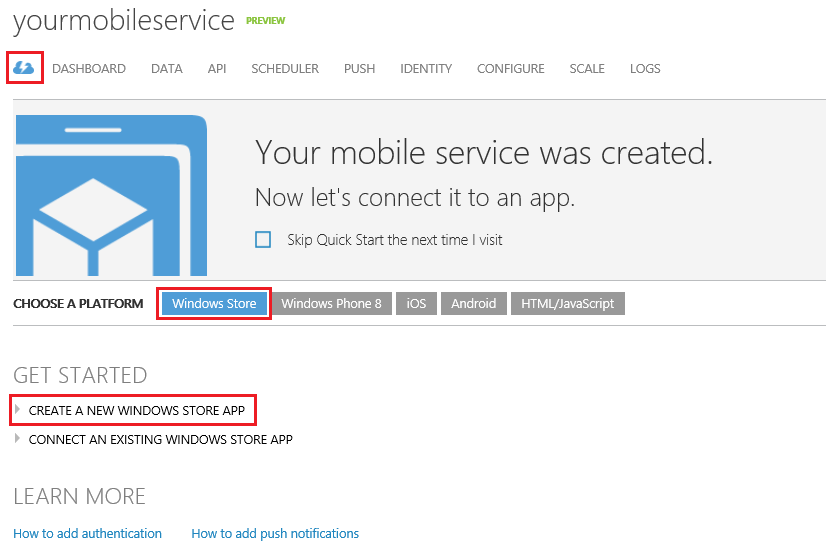 yourmobileservice PREVIEW
DASHBOARD DATA API SCHEDULER PUSH IDENTITY CONFIGURE SCALE LOGS
Your mobile service was created.
Now let's connect it to an app.
Skip Quick Start the next time I visit
CHOOSE A PLATFORM Windows Store Windows Phone 8 iOS Android HTML/JavaScript
GET STARTED
CREATE A NEW WINDOWS STORE APP
CONNECT AN EXISTING WINDOWS STORE APP
LEARN MORE
How to add authentication How to add push notifications